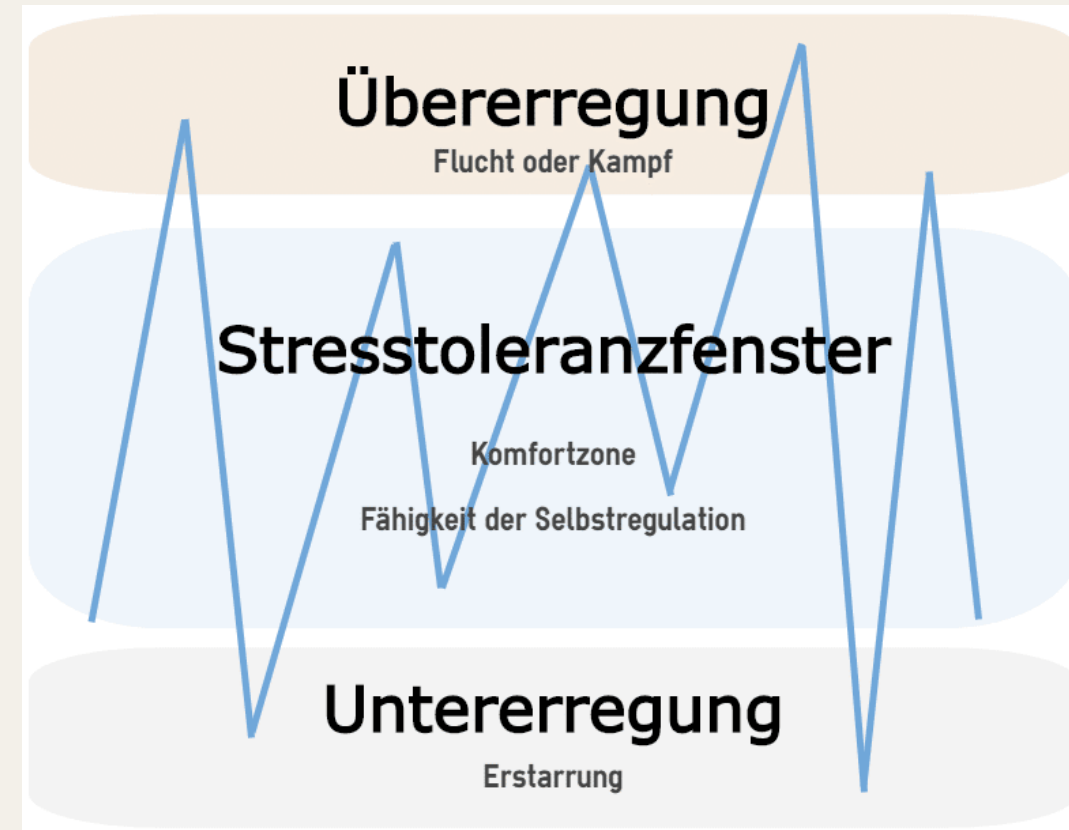 Übererregung
Flucht oder Kampf
Stresstoleranzfenster
Komfortzone
Fähigkeit der Selbstregulation
Untererregung
Erstarrung